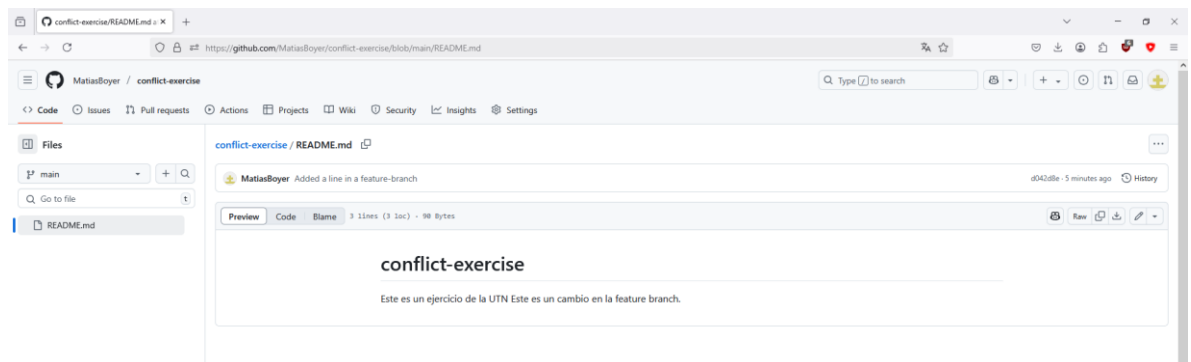 conflict-exercise/README.md a
https://github.com/MatiasBoyer/conflict-exercise/blob/main/README.md
MatiasBoyer / conflict-exercise
Type / to search
Code Issues Pull requests Actions Projects Wiki Security Insights Settings
Files
conflict-exercise / README.md
main
MatiasBoyer Added a line in a feature-branch
d042d8e · 5 minutes ago History
Go to file t
Preview Code Blame 3 lines (3 loc) · 90 Bytes
Raw
README.md
conflict-exercise
Este es un ejercicio de la UTN Este es un cambio en la feature branch.